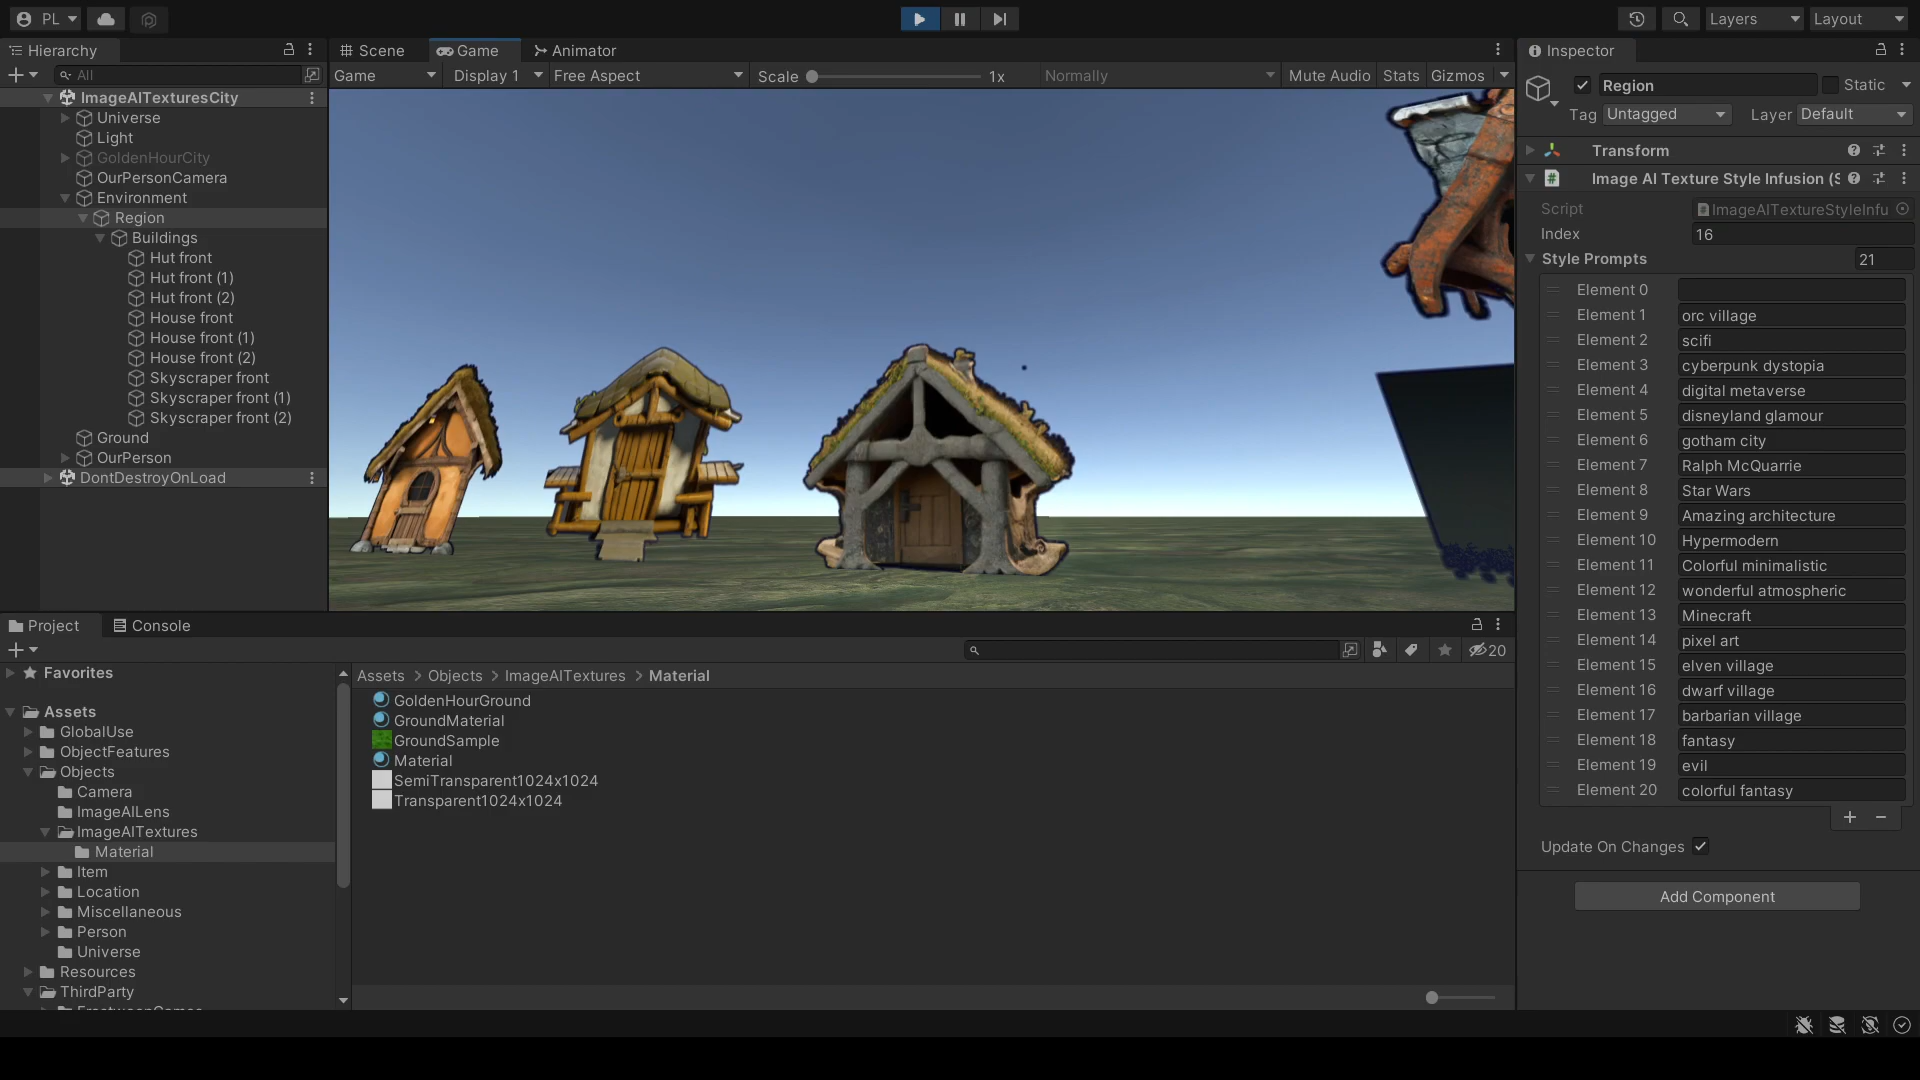 PL
Layers
Layout
Hierarchy
Scene
Game
Animator
Inspector
All
Game
Display 1
Free Aspect
Scale
1x
Normally
Mute Audio
Stats
Gizmos
Region
Static
Tag
Untagged
Layer
Default
ImageAITexturesCity
Universe
Light
GoldenHourCity
OurPersonCamera
Environment
Region
Buildings
Hut front
Hut front (1)
Hut front (2)
House front
House front (1)
House front (2)
Skyscraper front
Skyscraper front (1)
Skyscraper front (2)
Ground
OurPerson
DontDestroyOnLoad
Transform
Image AI Texture Style Infusion (S
Script
ImageAITextureStyleInfu
Index
16
Style Prompts
21
Element 0
Element 1
orc village
Element 2
scifi
Element 3
cyberpunk dystopia
Element 4
digital metaverse
Element 5
disneyland glamour
Element 6
gotham city
Element 7
Ralph McQuarrie
Element 8
Star Wars
Element 9
Amazing architecture
Element 10
Hypermodern
Element 11
Colorful minimalistic
Element 12
wonderful atmospheric
Element 13
Minecraft
Element 14
pixel art
Element 15
elven village
Element 16
dwarf village
Element 17
barbarian village
Element 18
fantasy
Element 19
evil
Element 20
colorful fantasy
Update On Changes
Add Component
Project
Console
20
Favorites
Assets
GlobalUse
ObjectFeatures
Objects
Camera
ImageAILens
ImageAITextures
Material
Item
Location
Miscellaneous
Person
Universe
Resources
ThirdParty
Assets > Objects > ImageAITextures > Material
GoldenHourGround
GroundMaterial
GroundSample
Material
SemiTransparent1024x1024
Transparent1024x1024